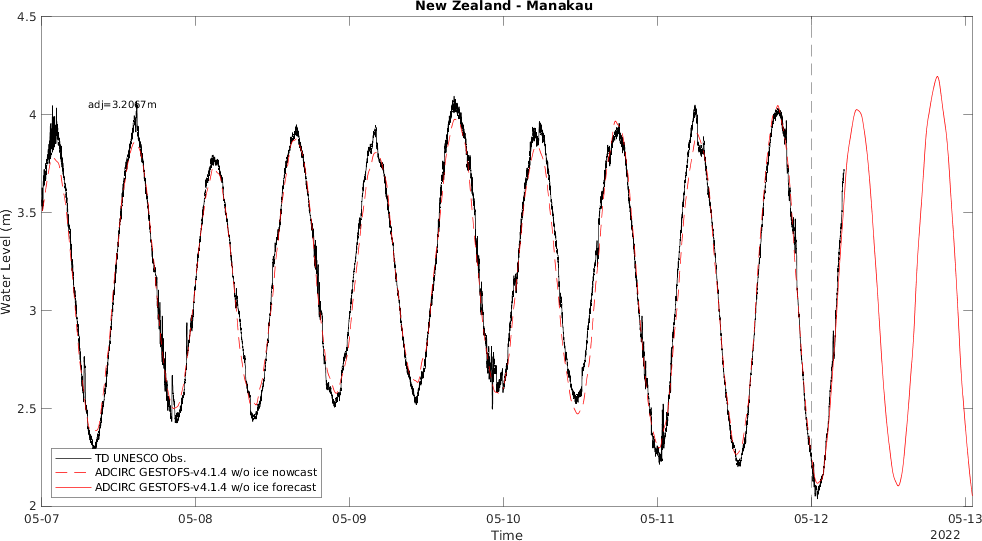 New Zealand - Manakau
4.5
adj=3.2067m
4
3.5
Water Level (m)
3
2.5
TD UNESCO Obs.
ADCIRC GESTOFS-v4.1.4 w/o ice nowcast
ADCIRC GESTOFS-v4.1.4 w/o ice forecast
2
05-07 05-08 05-09 05-10 05-11 05-12 05-13
Time
2022